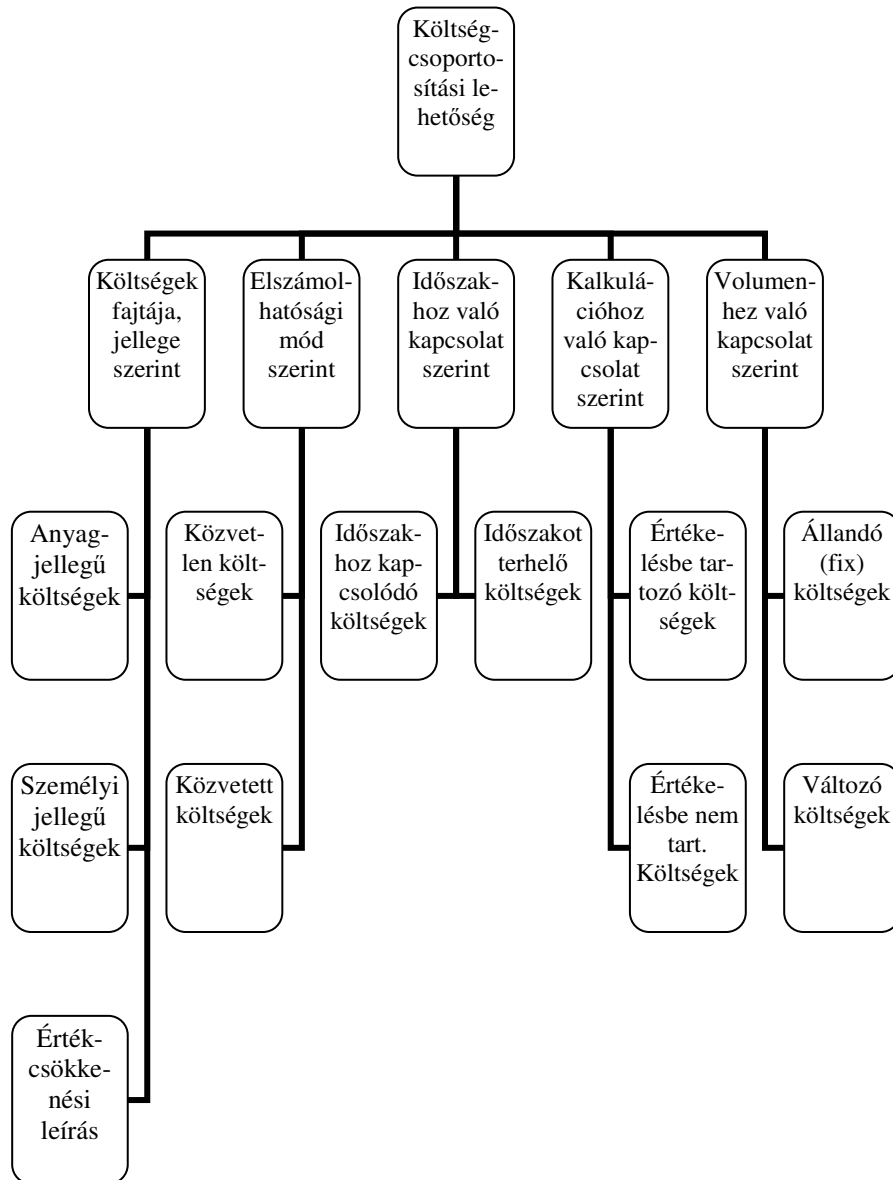 Költség-
csoporto-
sítási le-
hetőség
Költségek
fajtája,
jellege
szerint
Elszámol-
hatósági
mód
szerint
Időszak-
hoz való
kapcsolat
szerint
Kalkulá-
cióhoz
való kap-
csolat
szerint
Volumen-
hez való
kapcsolat
szerint
Anyag-
jellegű
költségek
Közvet-
len költ-
ségek
Időszak-
hoz kap-
csolódó
költségek
Időszakot
terhelő
költségek
Értéke-
lésbe tar-
tozó költ-
ségek
Állandó
(fix)
költségek
Személyi
jellegű
költségek
Közvetett
költségek
Értéke-
lésbe nem
tart.
Költségek
Változó
költségek
Érték-
csökke-
nési
leírás